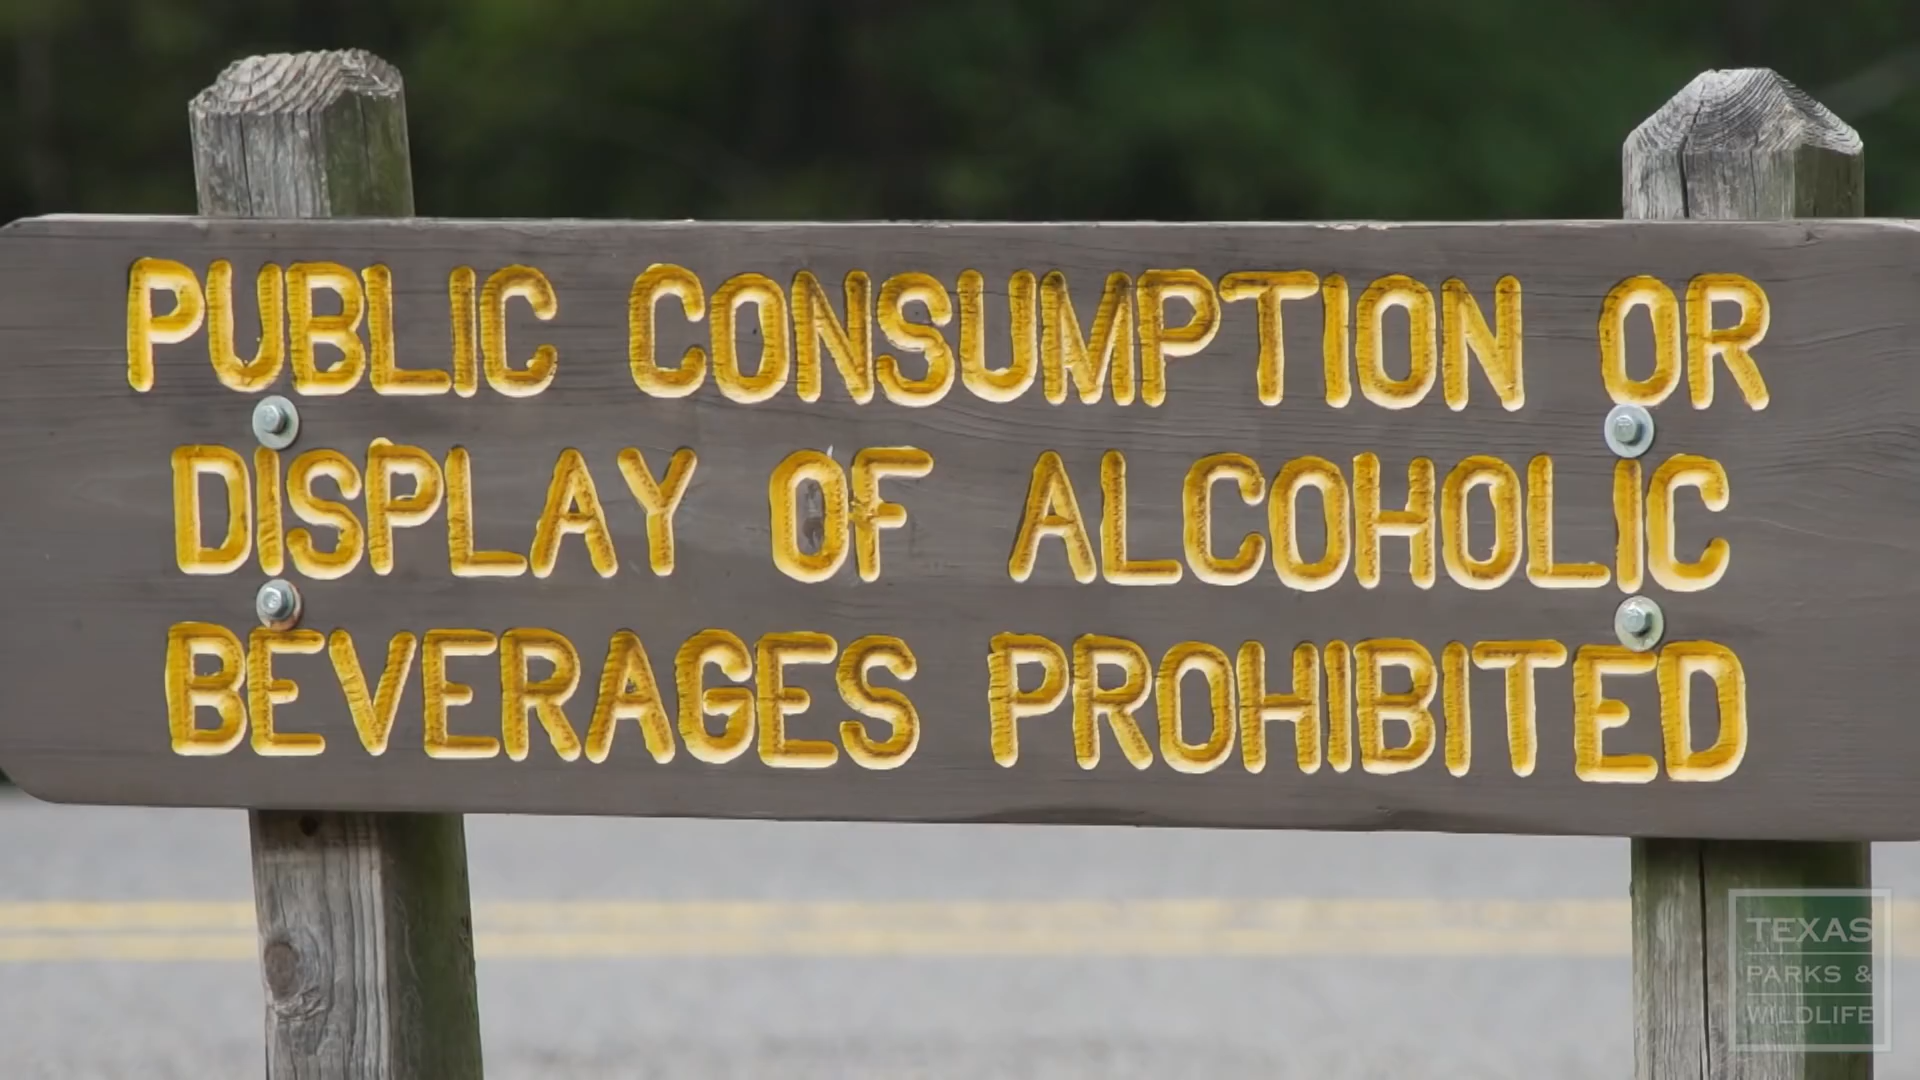 PUBLIC CONSUMPTION OR
DISPLAY OF ALCOHOLIC
BEVERAGES PROHIBITED
TEXAS
PARKS &
WILDLIFE